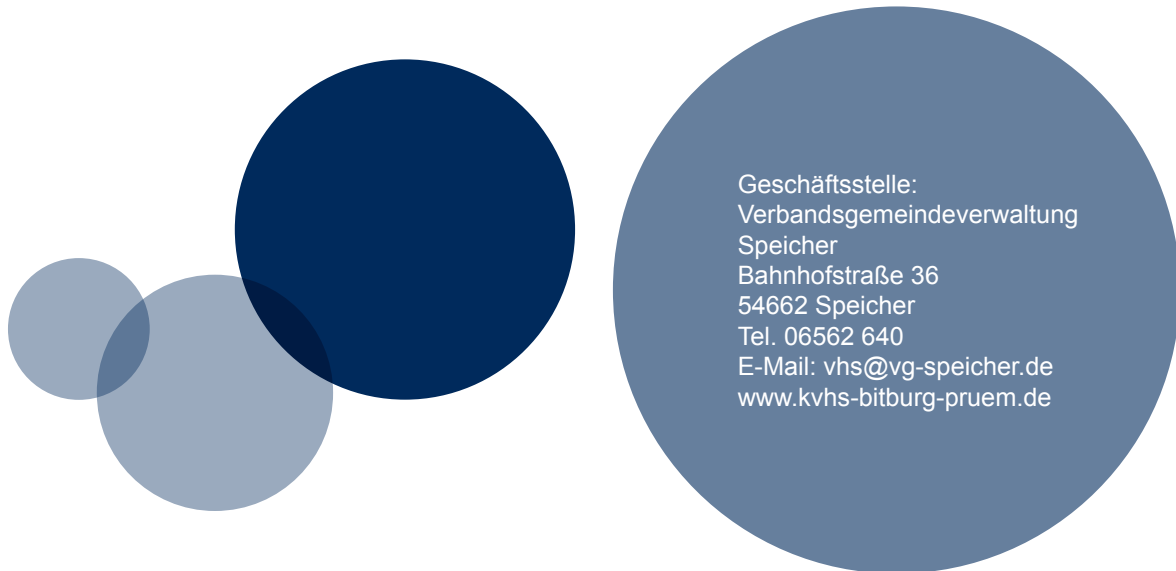 Geschäftsstelle:
Verbandsgemeindeverwaltung
Speicher
Bahnhofstraße 36
54662 Speicher
Tel. 06562 640
E-Mail: vhs@vg-speicher.de
www.kvhs-bitburg-pruem.de